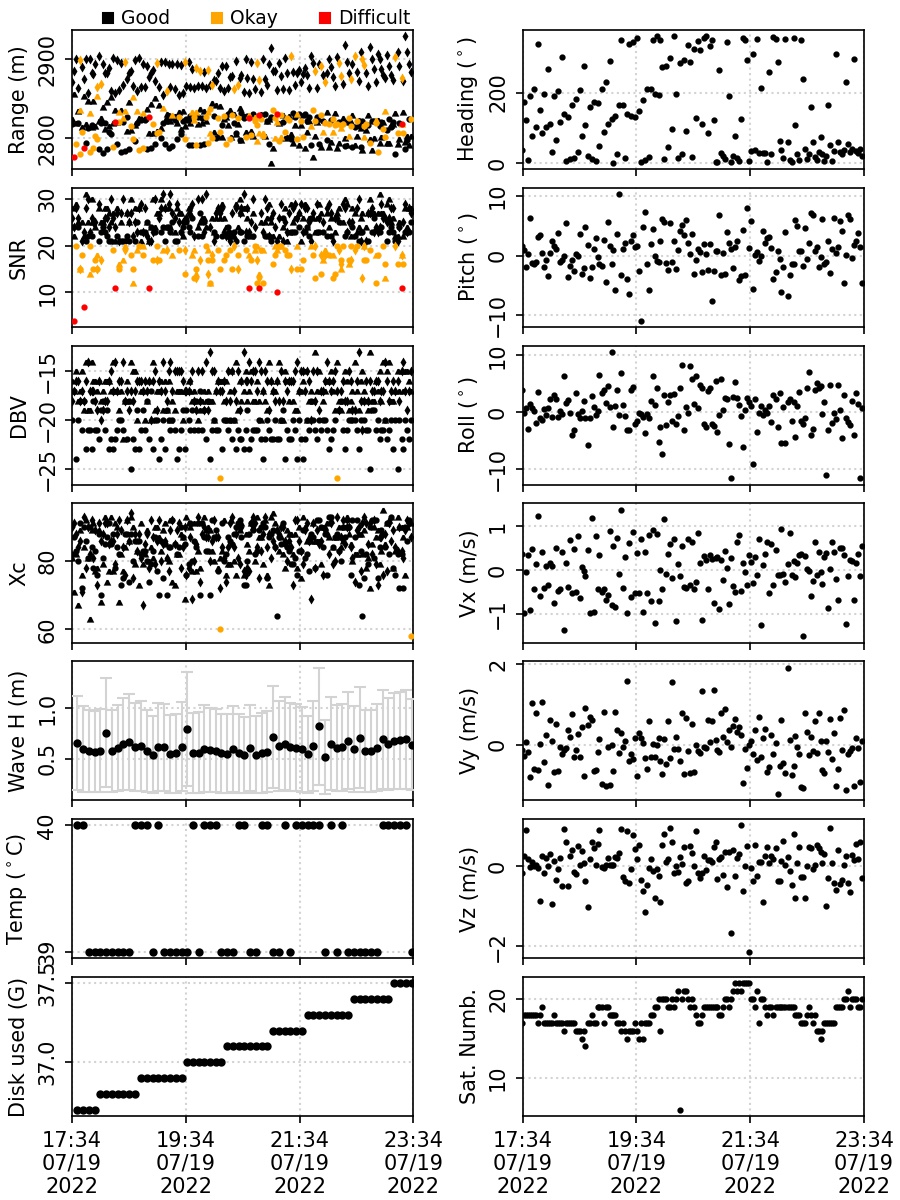 Good Okay Difficult
Range (m)
2900
2800
Heading (°)
200
0
SNR
30
20
10
Pitch (°)
10
0
−10
DBV
−15
−20
−25
Roll (°)
10
0
−10
Xc
80
60
Vx (m/s)
1
0
−1
Wave H (m)
1.0
0.5
Vy (m/s)
2
0
Temp (°C)
40
39
Vz (m/s)
0
−2
Disk used (G)
37.5
37.0
Sat. Numb.
20
10
17:34 19:34 21:34 23:34 17:34 19:34 21:34 23:34
07/19 07/19 07/19 07/19 07/19 07/19 07/19 07/19
2022 2022 2022 2022 2022 2022 2022 2022